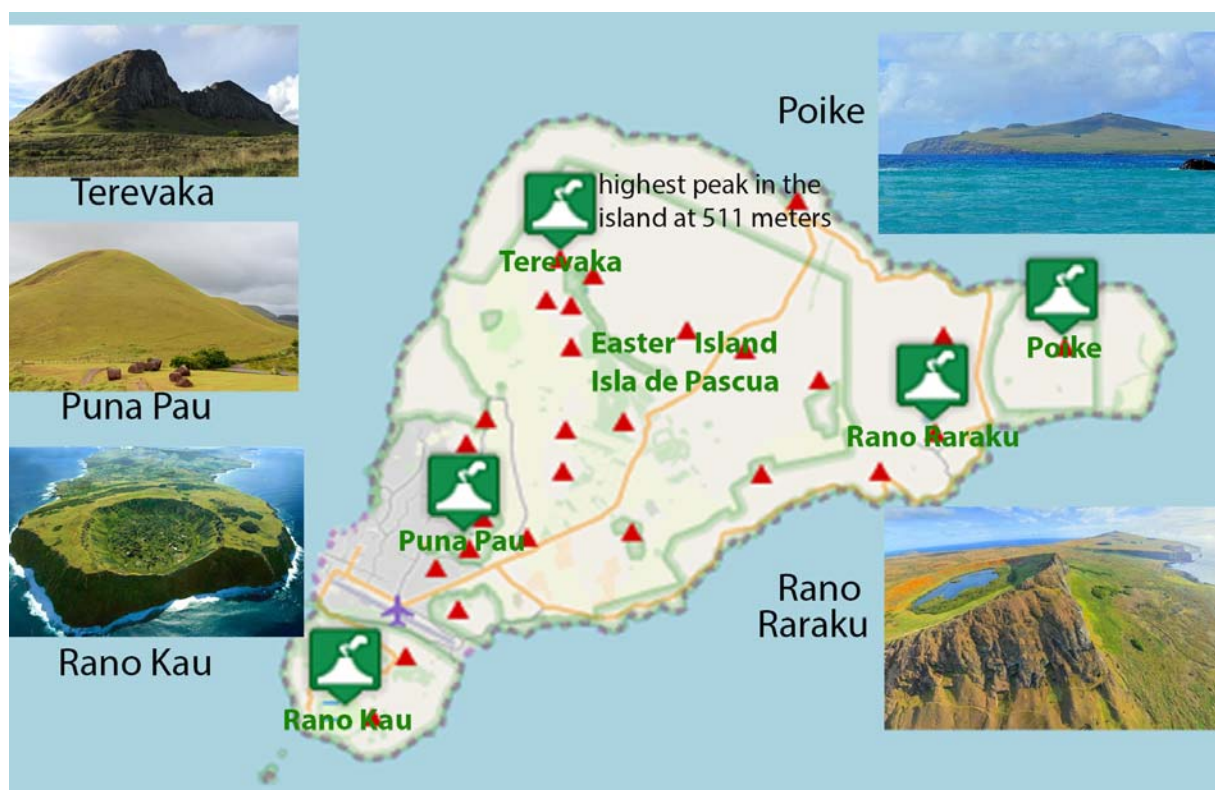 Terevaka
Puna Pau
Rano Kau
Poike
highest peak in the
island at 511 meters
Terevaka
Easter Island
Isla de Pascua
Poike
Rano Raraku
Puna Pau
Rano Kau
Rano
Raraku